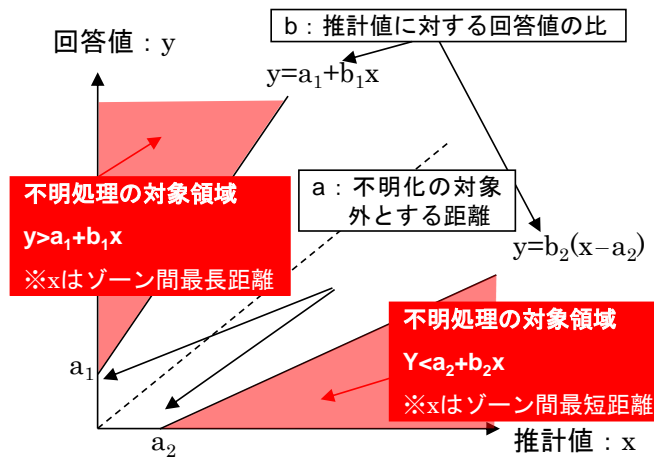 回答値：y
b：推計値に対する回答値の比
y=a₁+b₁x
不明処理の対象領域
y>a₁+b₁x
※xはゾーン間最長距離
a：不明化の対象
外とする距離
y=b₂(x−a₂)
不明処理の対象領域
Y<a₂+b₂x
※xはゾーン間最短距離
a₁
a₂
推計値：x